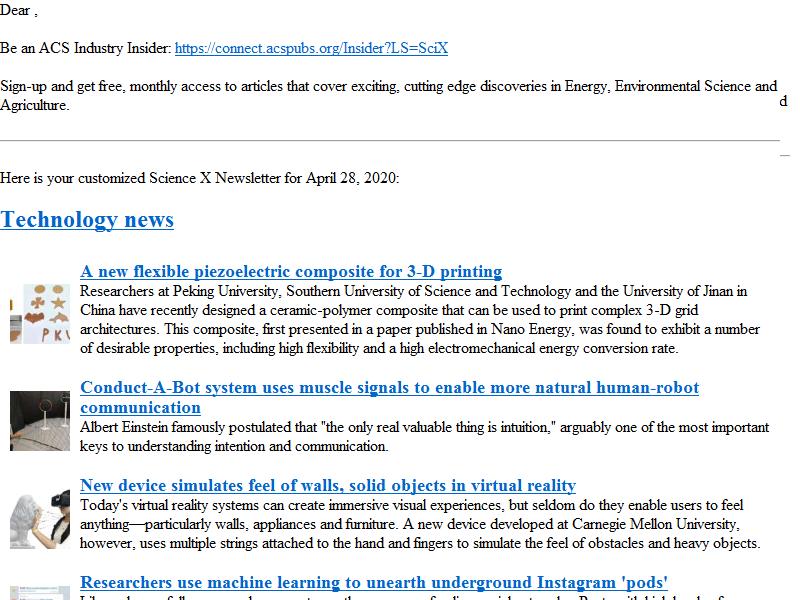 Dear ,
Be an ACS Industry Insider: https://connect.acspubs.org/Insider?LS=SciX
Sign-up and get free, monthly access to articles that cover exciting, cutting edge discoveries in Energy, Environmental Science and
Agriculture.
d
Here is your customized Science X Newsletter for April 28, 2020:
Technology news
A new flexible piezoelectric composite for 3-D printing
Researchers at Peking University, Southern University of Science and Technology and the University of Jinan in
China have recently designed a ceramic-polymer composite that can be used to print complex 3-D grid
architectures. This composite, first presented in a paper published in Nano Energy, was found to exhibit a number
of desirable properties, including high flexibility and a high electromechanical energy conversion rate.
Conduct-A-Bot system uses muscle signals to enable more natural human-robot
communication
Albert Einstein famously postulated that "the only real valuable thing is intuition," arguably one of the most important
keys to understanding intention and communication.
New device simulates feel of walls, solid objects in virtual reality
Today's virtual reality systems can create immersive visual experiences, but seldom do they enable users to feel
anything—particularly walls, appliances and furniture. A new device developed at Carnegie Mellon University,
however, uses multiple strings attached to the hand and fingers to simulate the feel of obstacles and heavy objects.
Researchers use machine learning to unearth underground Instagram 'pods'